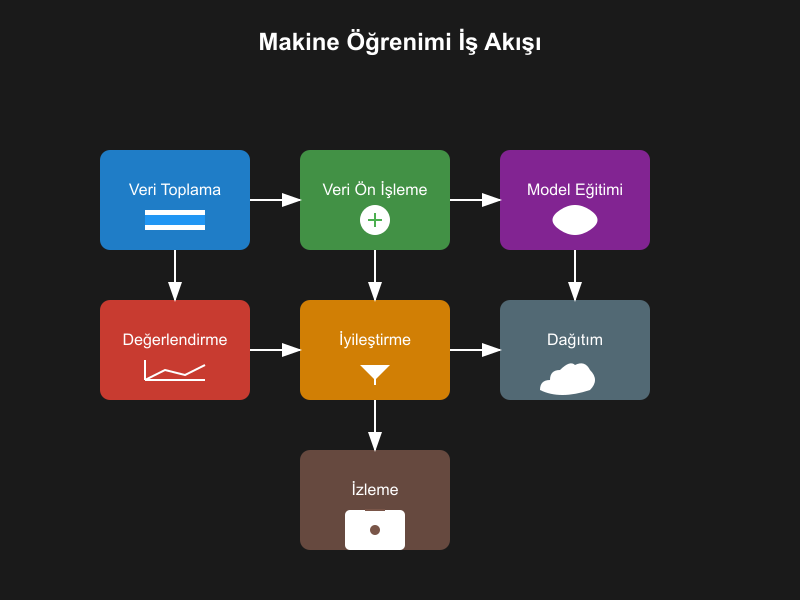 Makine Öğrenimi İş Akışı
Veri Toplama
Veri Ön İşleme
Model Eğitimi
Değerlendirme
İyileştirme
Dağıtım
İzleme